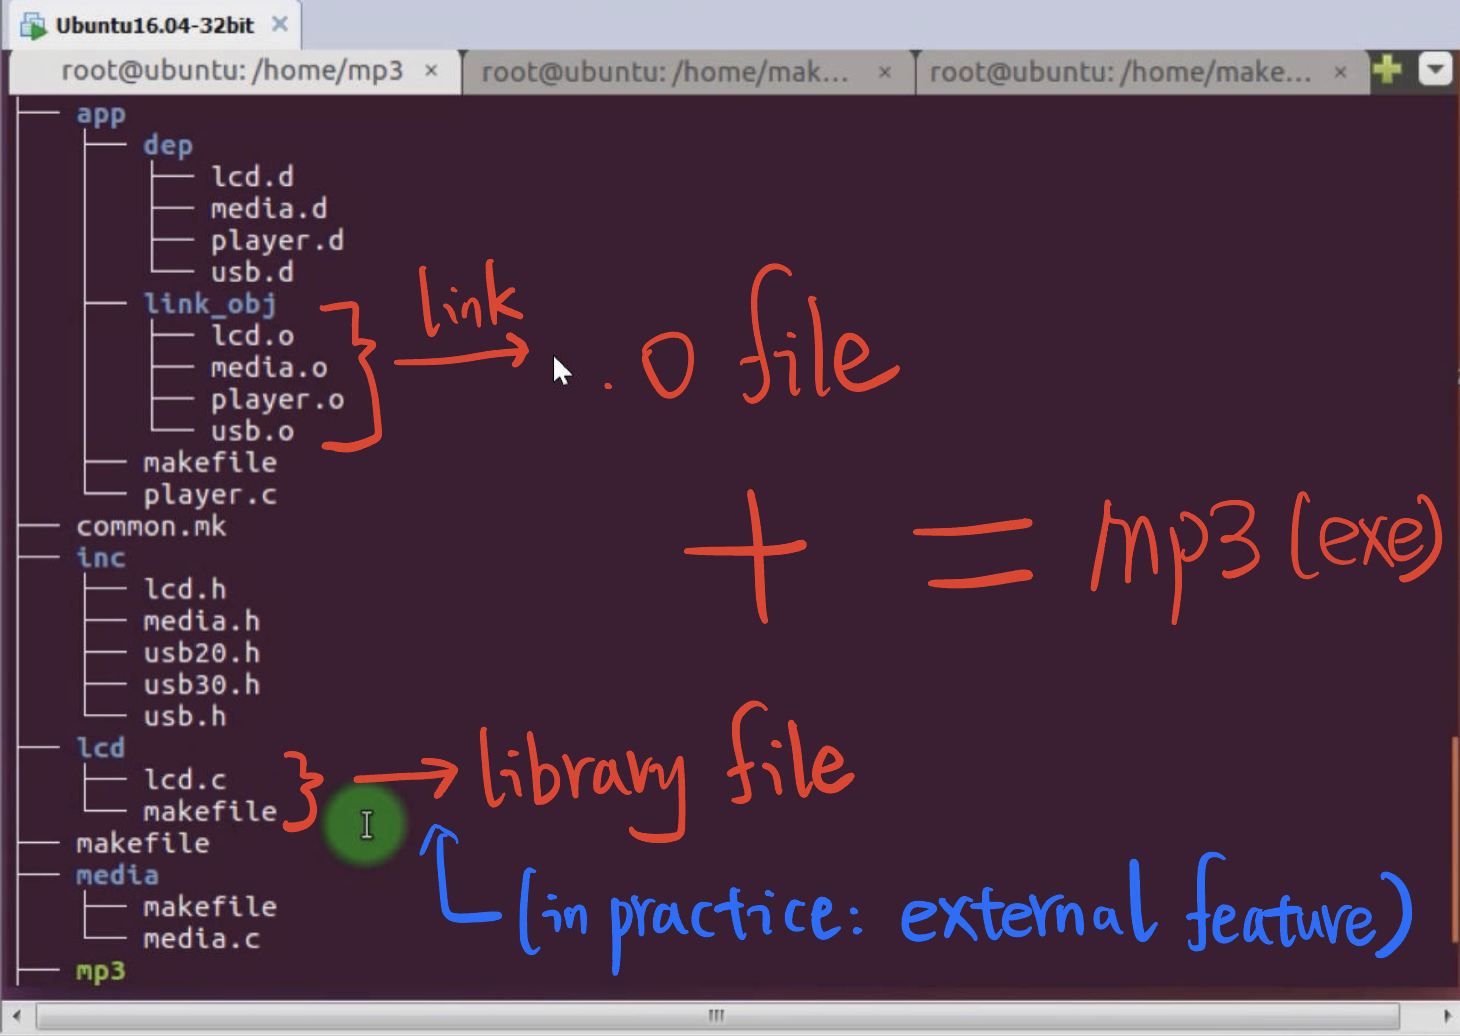 Ubuntu16.04-32bit
root@ubuntu: /home/mp3
root@ubuntu: /home/mak...
root@ubuntu: /home/make...
app
dep
lcd.d
media.d
player.d
usb.d
link_obj
lcd.o
media.o
player.o
usb.o
makefile
player.c
link
.o file
common.mk
inc
lcd.h
media.h
usb20.h
usb30.h
usb.h
+ = mp3 (exe)
lcd
lcd.c
makefile
library file
makefile
media
makefile
media.c
(in practice: external feature)
mp3